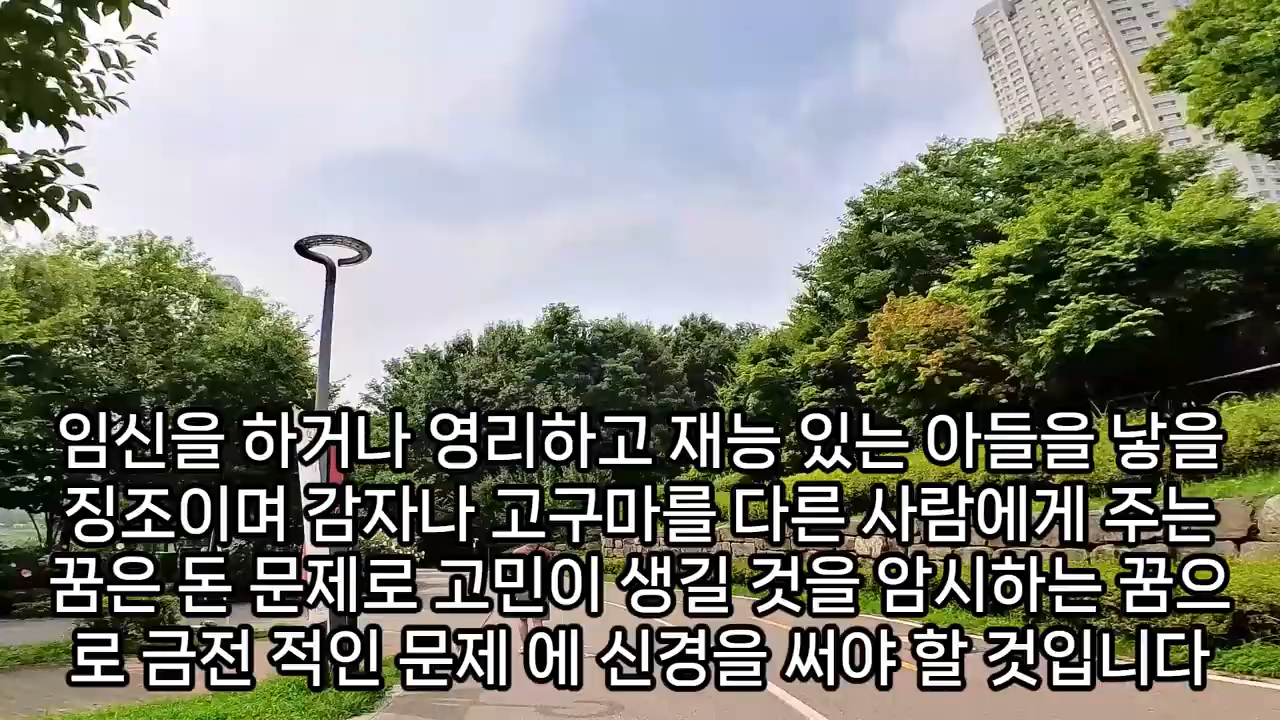 임신을 하거나 영리하고 재능 있는 아들을 낳을
징조이며 감자나 고구마를 다른 사람에게 주는
꿈은 돈 문제로 고민이 생길 것을 암시하는 꿈으
로 금전 적인 문제 에 신경을 써야 할 것입니다